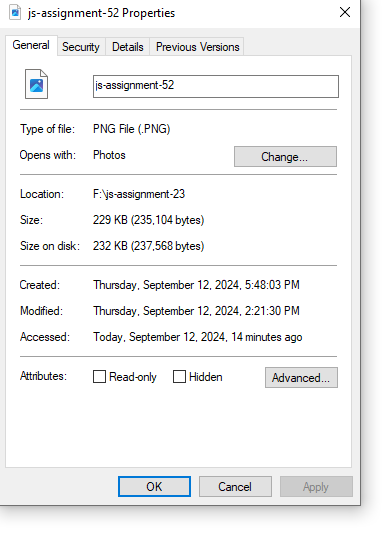 js-assignment-52 Properties
General Security Details Previous Versions
js-assignment-52
Type of file: PNG File (.PNG)
Opens with: Photos Change...
Location: F:\js-assignment-23
Size: 229 KB (235,104 bytes)
Size on disk: 232 KB (237,568 bytes)
Created: Thursday, September 12, 2024, 5:48:03 PM
Modified: Thursday, September 12, 2024, 2:21:30 PM
Accessed: Today, September 12, 2024, 14 minutes ago
Attributes: Read-only Hidden Advanced...
OK Cancel Apply